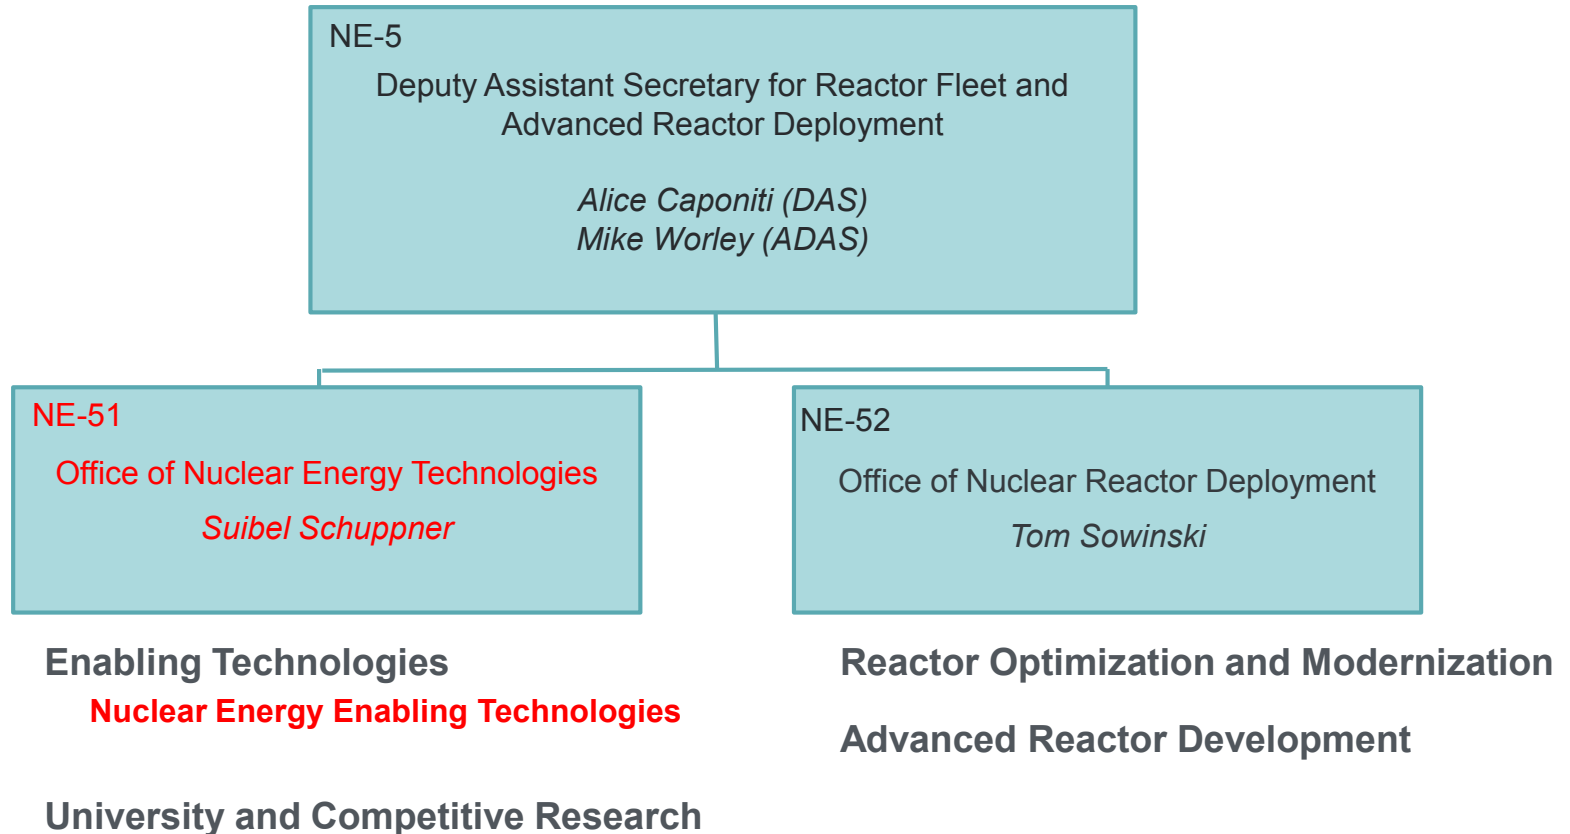 NE-5
Deputy Assistant Secretary for Reactor Fleet and
Advanced Reactor Deployment
Alice Caponiti (DAS)
Mike Worley (ADAS)
NE-51
Office of Nuclear Energy Technologies
Suibel Schuppner
NE-52
Office of Nuclear Reactor Deployment
Tom Sowinski
Enabling Technologies
Nuclear Energy Enabling Technologies
University and Competitive Research
Reactor Optimization and Modernization
Advanced Reactor Development